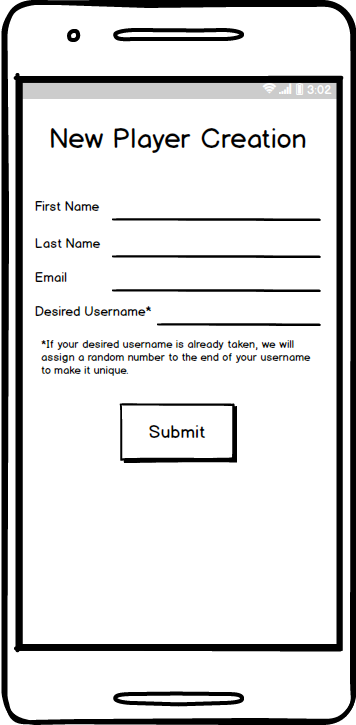 3:02
New Player Creation
First Name
Last Name
Email
Desired Username*
*If your desired username is already taken, we will
assign a random number to the end of your username
to make it unique.
Submit